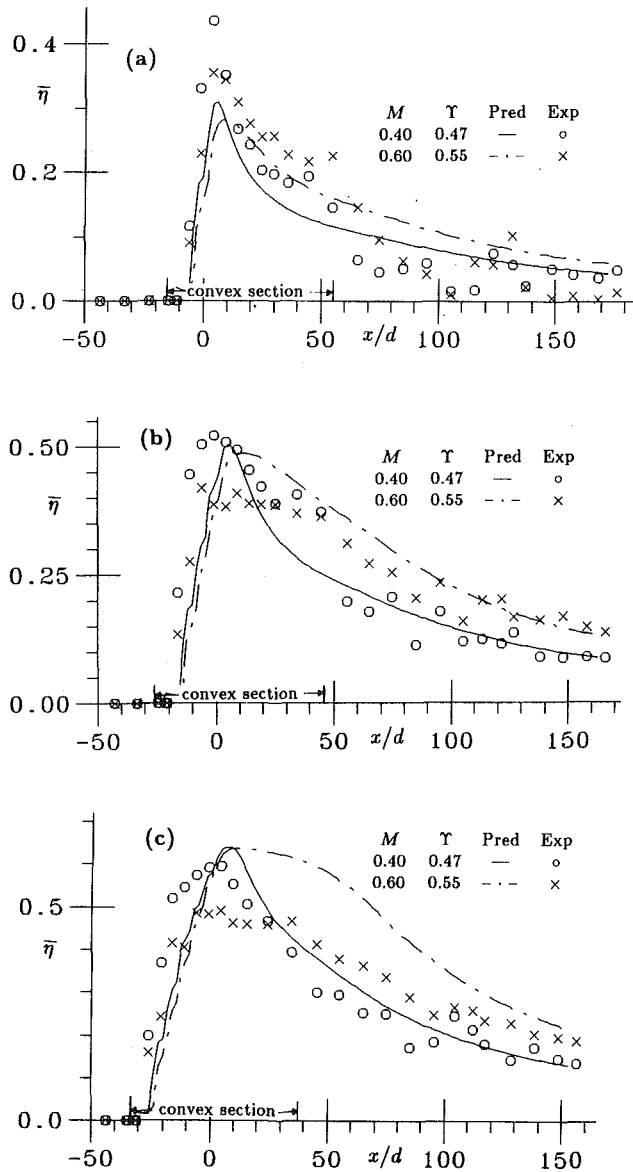 0.4
(a)
η̄
M ϒ Pred Exp
0.40 0.47 — o
0.60 0.55 — · — ×
0.2
0.0
convex section
-50 0 50 x/d 100 150
(b)
0.50
M ϒ Pred Exp
0.40 0.47 — o
0.60 0.55 — · — ×
η̄
0.25
0.00
convex section
-50 0 50 x/d 100 150
(c)
M ϒ Pred Exp
0.40 0.47 — o
0.60 0.55 — · — ×
0.5
η̄
0.0
convex section
-50 0 50 x/d 100 150